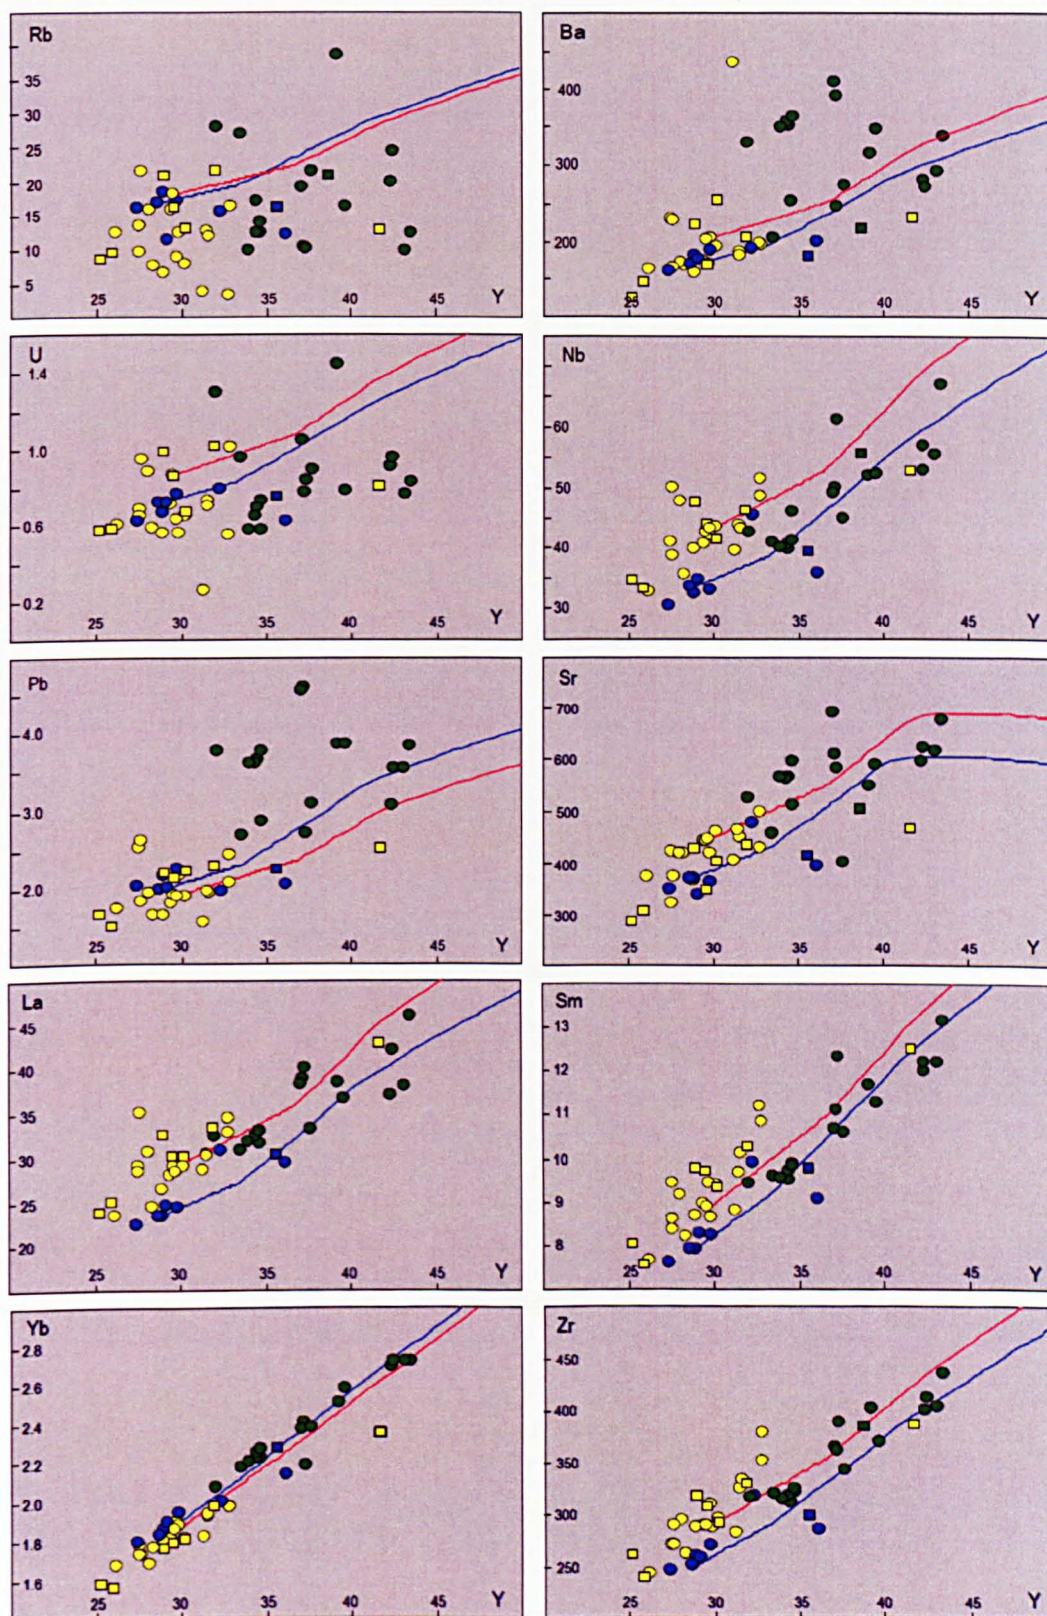 Rb
35
30
25
20
15
10
5
25 30 35 40 45 Y
Ba
400
300
200
25 30 35 40 45 Y
U
1.4
1.0
0.6
0.2
25 30 35 40 45 Y
Nb
60
50
40
30
25 30 35 40 45 Y
Pb
4.0
3.0
2.0
25 30 35 40 45 Y
Sr
700
600
500
400
300
25 30 35 40 45 Y
La
45
40
35
30
25
20
25 30 35 40 45 Y
Sm
13
12
11
10
9
8
25 30 35 40 45 Y
Yb
2.8
2.6
2.4
2.2
2.0
1.8
1.6
25 30 35 40 45 Y
Zr
450
400
350
300
250
25 30 35 40 45 Y